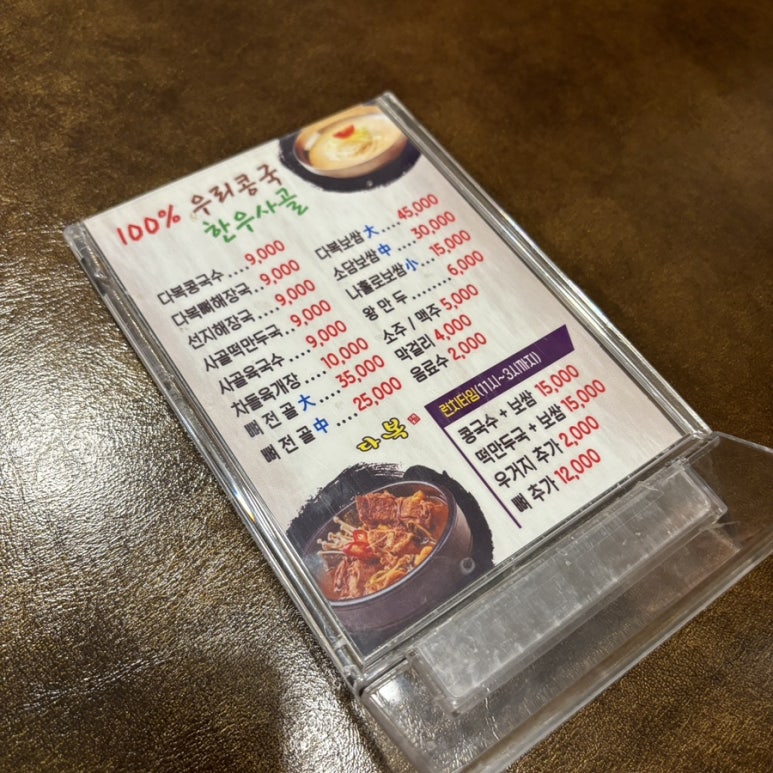 100% 우리콩국
한우사골
다복콩국수 .... 9,000
다복뼈해장국 .. 9,000
선지해장국 .... 9,000
사골떡만두국 .. 9,000
사골육국수 ... 9,000
차돌육개장 .... 10,000
뼈전골 大 ... 35,000
뼈전골 中 .... 25,000
다복보쌈 大 .... 45,000
소담보쌈 中 ... 30,000
나홀로보쌈 小 .. 15,000
왕만두 ........ 6,000
소주 / 맥주 5,000
막걸리 4,000
음료수 2,000
다복
런치타임(11시~3시까지)
콩국수 + 보쌈 15,000
떡만두국 + 보쌈 15,000
우거지 추가 2,000
뼈 추가 12,000